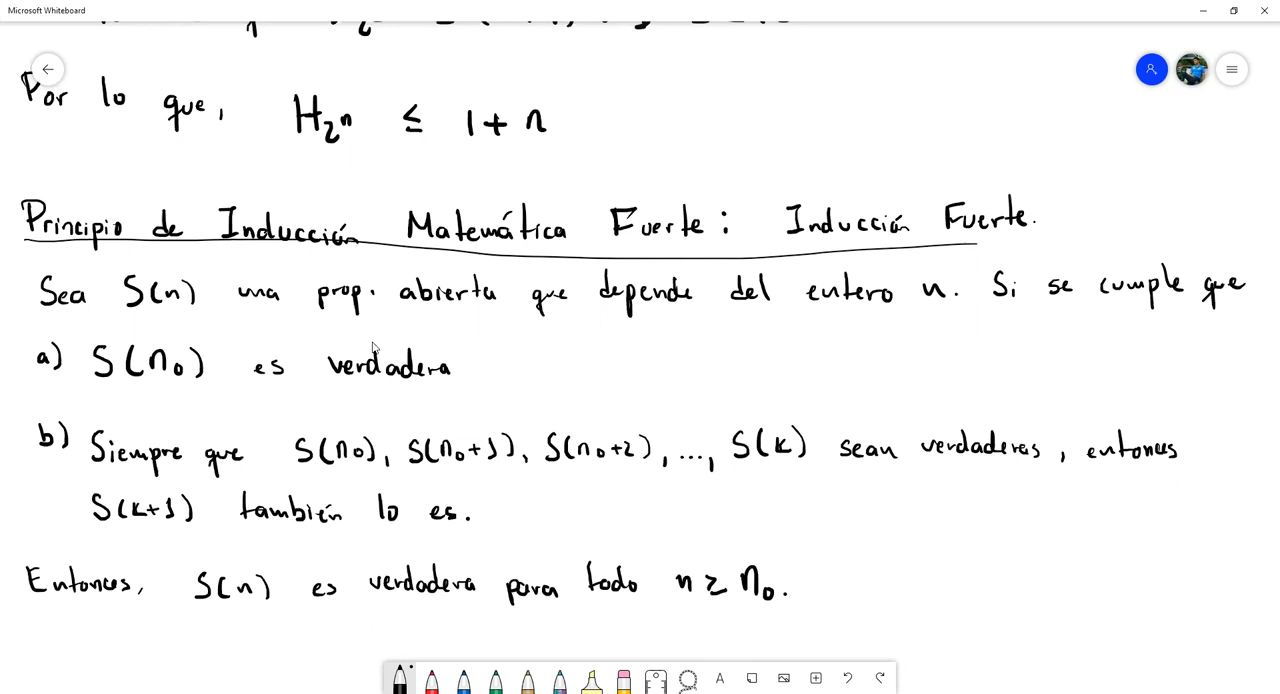 Microsoft Whiteboard
Por lo que, H₂ⁿ ≤ 1 + n
Principio de Inducción Matemática Fuerte: Inducción Fuerte.
Sea S(n) una prop. abierta que depende del entero n. Si se cumple que
a) S(n₀) es verdadera
b) Siempre que S(n₀), S(n₀+1), S(n₀+2), ..., S(k) sean verdaderas, entonces
S(k+1) también lo es.
Entonces, S(n) es verdadera para todo n ≥ n₀.
A